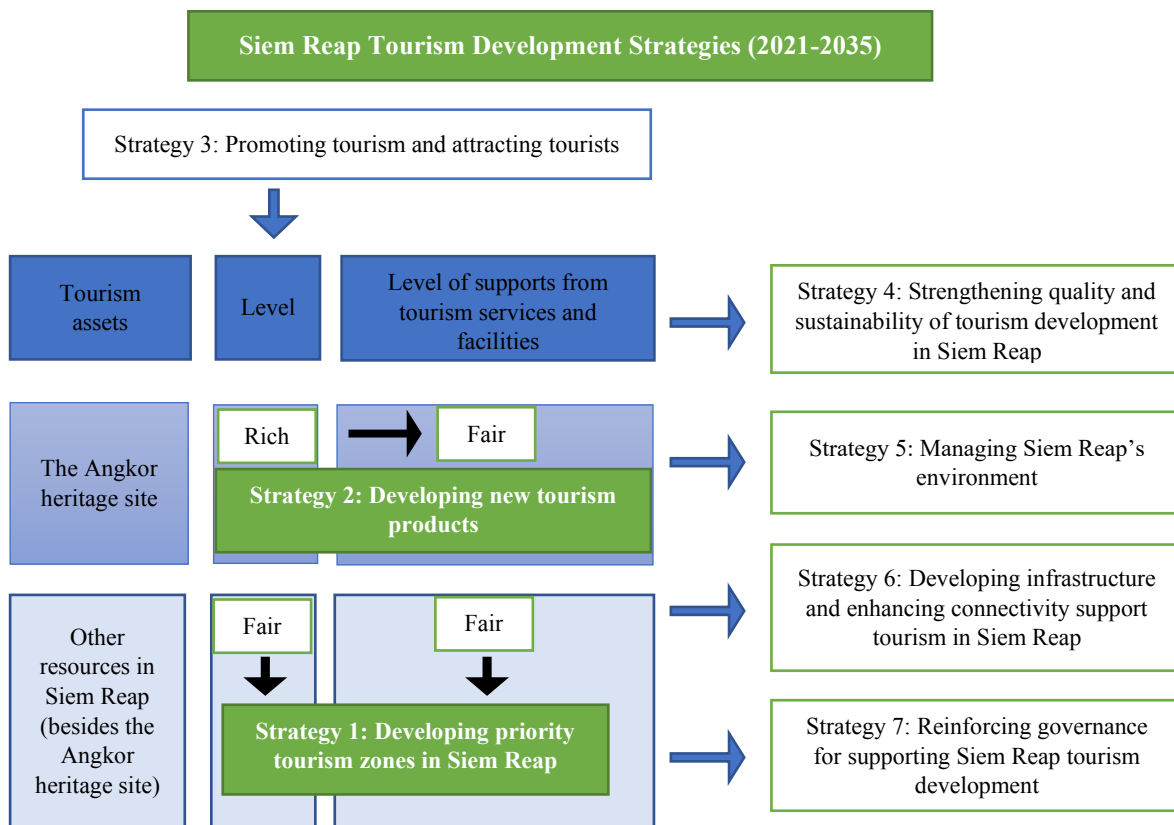 Siem Reap Tourism Development Strategies (2021-2035)
Strategy 3: Promoting tourism and attracting tourists
Tourism
assets
Level
Level of supports from
tourism services and
facilities
Strategy 4: Strengthening quality and
sustainability of tourism development
in Siem Reap
The Angkor
heritage site
Rich
Fair
Strategy 2: Developing new tourism
products
Strategy 5: Managing Siem Reap’s
environment
Other
resources in
Siem Reap
(besides the
Angkor
heritage site)
Fair
Fair
Strategy 1: Developing priority
tourism zones in Siem Reap
Strategy 6: Developing infrastructure
and enhancing connectivity support
tourism in Siem Reap
Strategy 7: Reinforcing governance
for supporting Siem Reap tourism
development